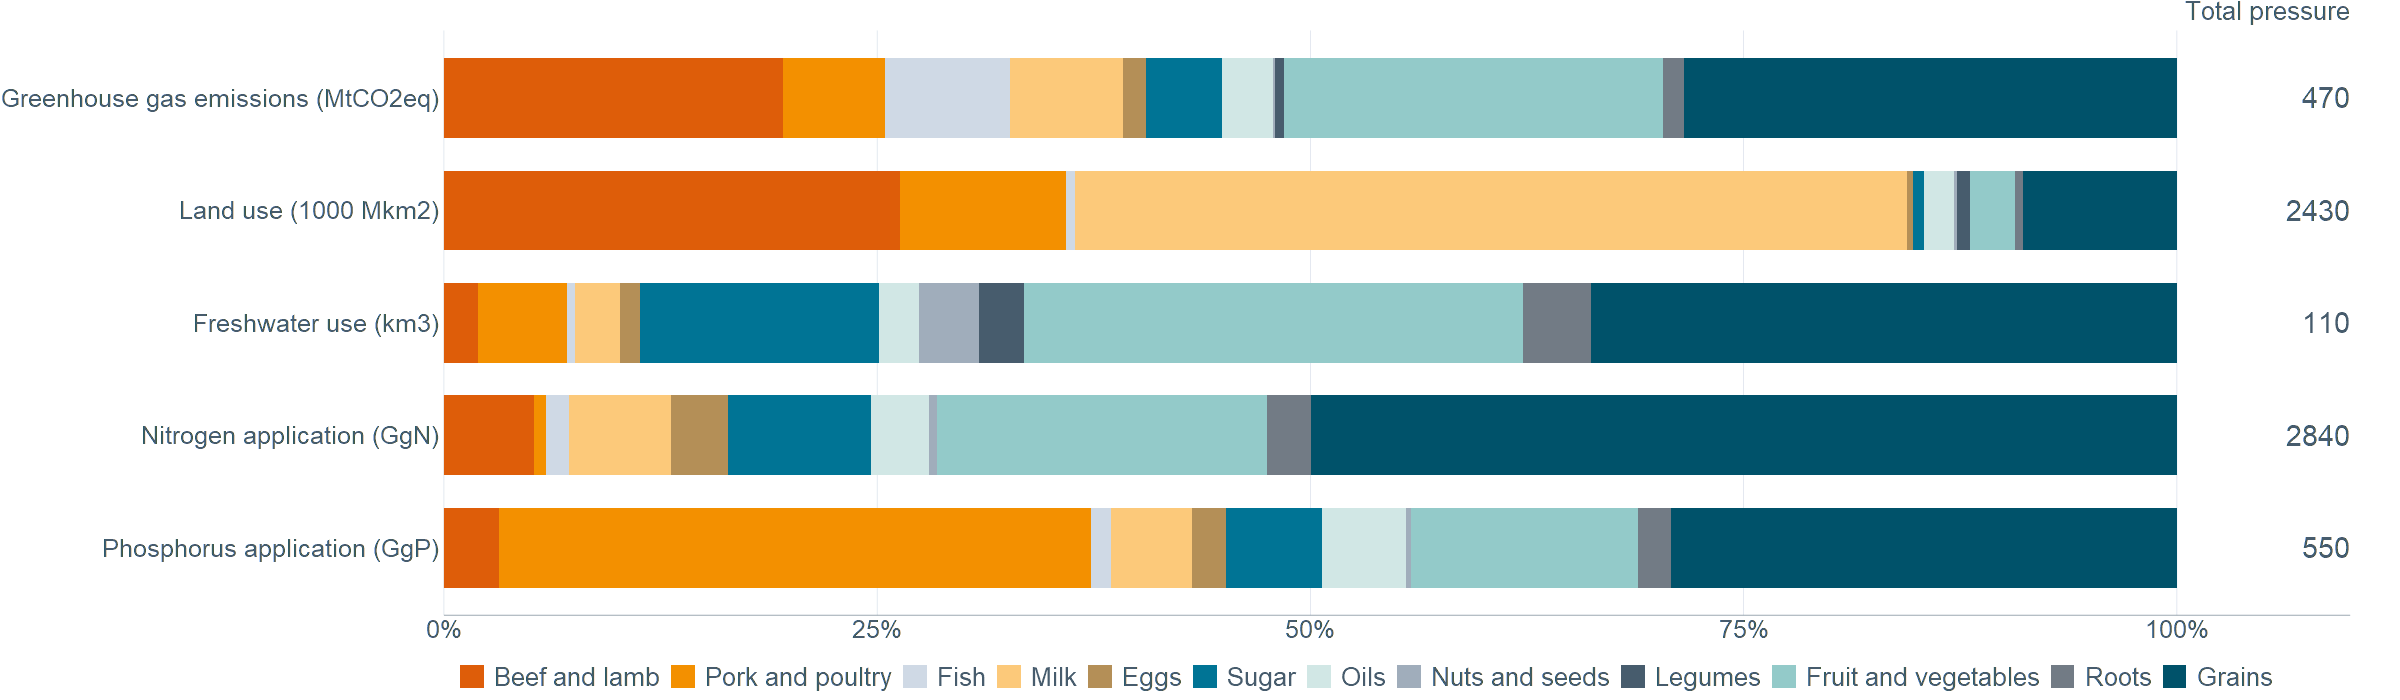 Total pressure
Greenhouse gas emissions (MtCO2eq) 470
Land use (1000 Mkm2) 2430
Freshwater use (km3) 110
Nitrogen application (GgN) 2840
Phosphorus application (GgP) 550
0% 25% 50% 75% 100%
Beef and lamb Pork and poultry Fish Milk Eggs Sugar Oils Nuts and seeds Legumes Fruit and vegetables Roots Grains